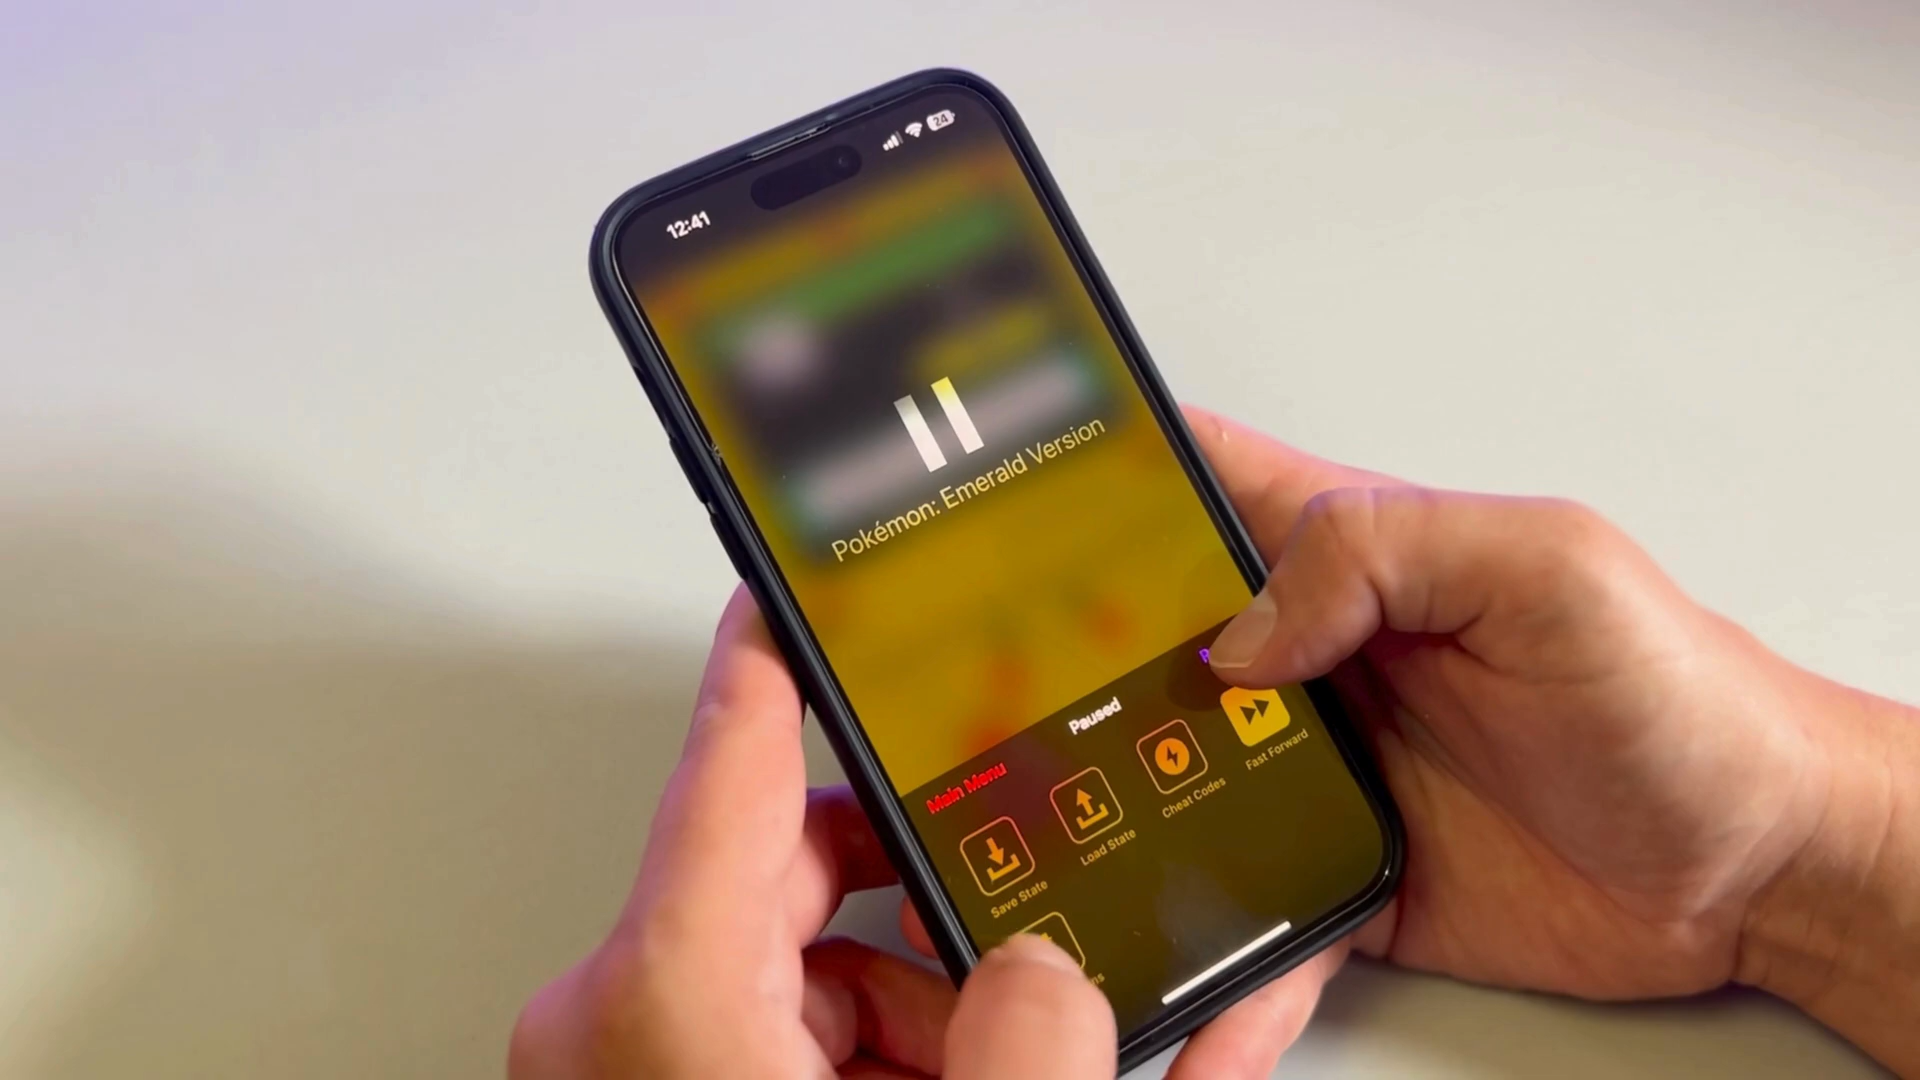 12:41
24
Pokémon: Emerald Version
Paused
Main Menu
Save State
Load State
Cheat Codes
Fast Forward